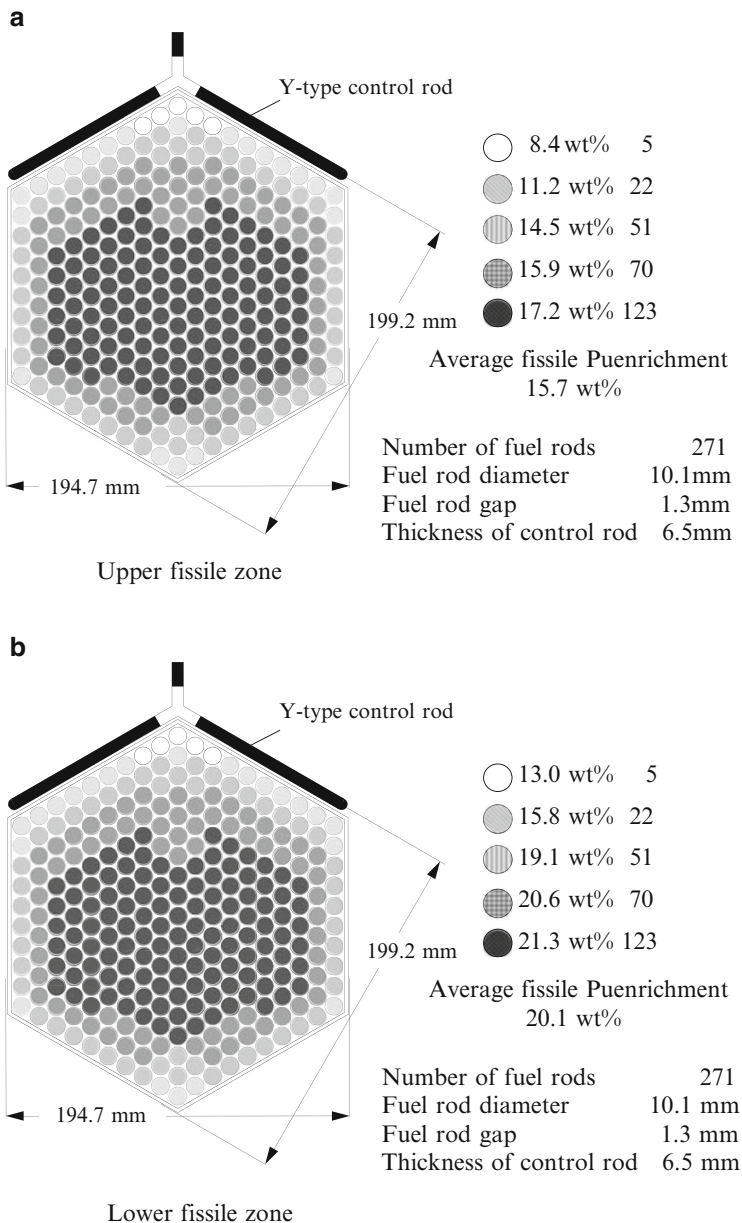 a
Y-type control rod
8.4 wt% 5
11.2 wt% 22
14.5 wt% 51
15.9 wt% 70
17.2 wt% 123
199.2 mm
Average fissile Puenrichment
15.7 wt%
Number of fuel rods 271
Fuel rod diameter 10.1mm
Fuel rod gap 1.3mm
Thickness of control rod 6.5mm
194.7 mm
Upper fissile zone
b
Y-type control rod
13.0 wt% 5
15.8 wt% 22
19.1 wt% 51
20.6 wt% 70
21.3 wt% 123
199.2 mm
Average fissile Puenrichment
20.1 wt%
Number of fuel rods 271
Fuel rod diameter 10.1 mm
Fuel rod gap 1.3 mm
Thickness of control rod 6.5 mm
194.7 mm
Lower fissile zone